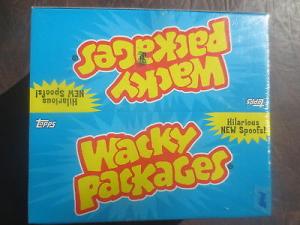 Wacky
Packages
Hilarious
NEW Spoofs!
Topps
Topps
Hilarious
NEW Spoofs!
Wacky
Packages